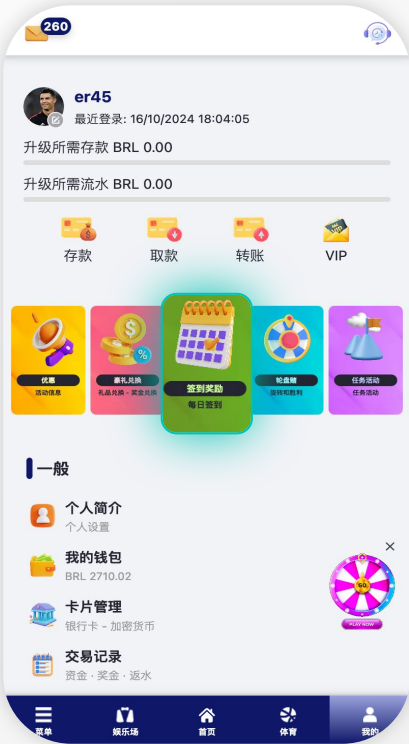 260
er45
最近登录: 16/10/2024 18:04:05
升级所需存款 BRL 0.00
升级所需流水 BRL 0.00
存款 取款 转账 VIP
优惠
活动信息
豪礼兑换
礼品兑换 - 奖金兑换
签到奖励
每日签到
轮盘赌
旋转和胜利
任务活动
任务活动
一般
个人简介
个人设置
我的钱包
BRL 2710.02
卡片管理
银行卡 - 加密货币
PLAY NOW
交易记录
资金 · 奖金 · 返水
菜单 娱乐场 首页 体育 我的